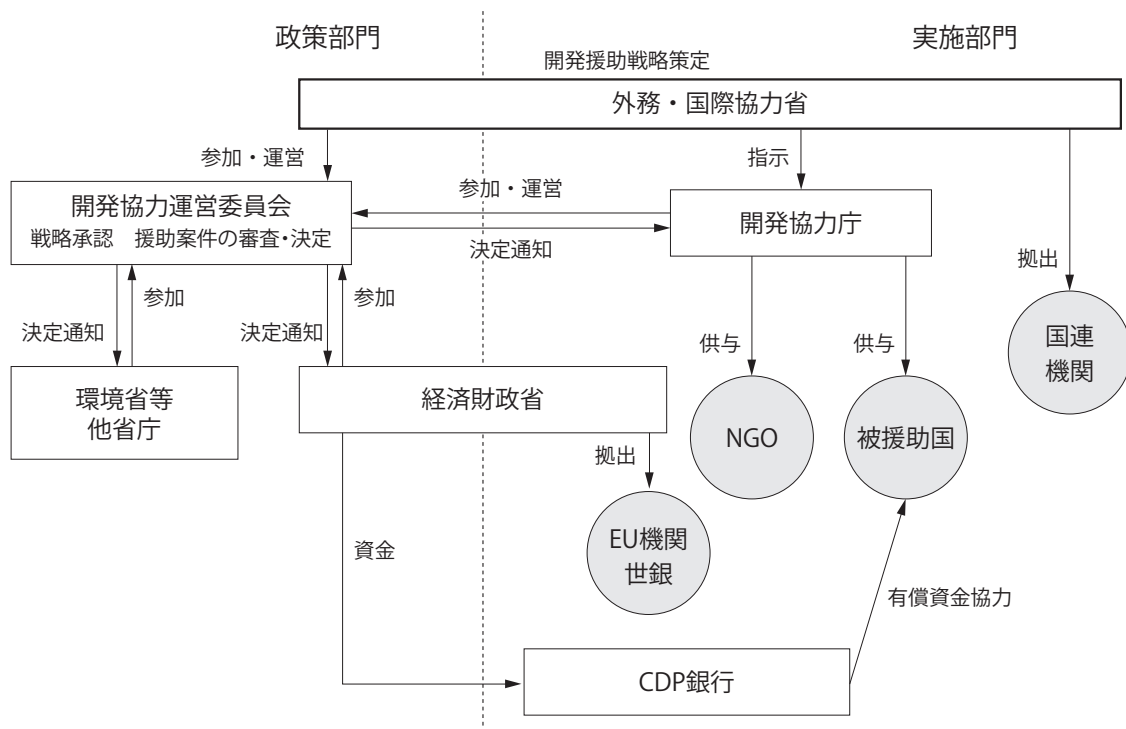 政策部門
実施部門
開発援助戦略策定
外務・国際協力省
参加・運営
指示
開発協力運営委員会
戦略承認　援助案件の審査・決定
参加・運営
決定通知
開発協力庁
拠出
国連
機関
決定通知
参加
決定通知
参加
供与
供与
環境省等
他省庁
経済財政省
NGO
被援助国
拠出
EU機関
世銀
資金
有償資金協力
CDP銀行